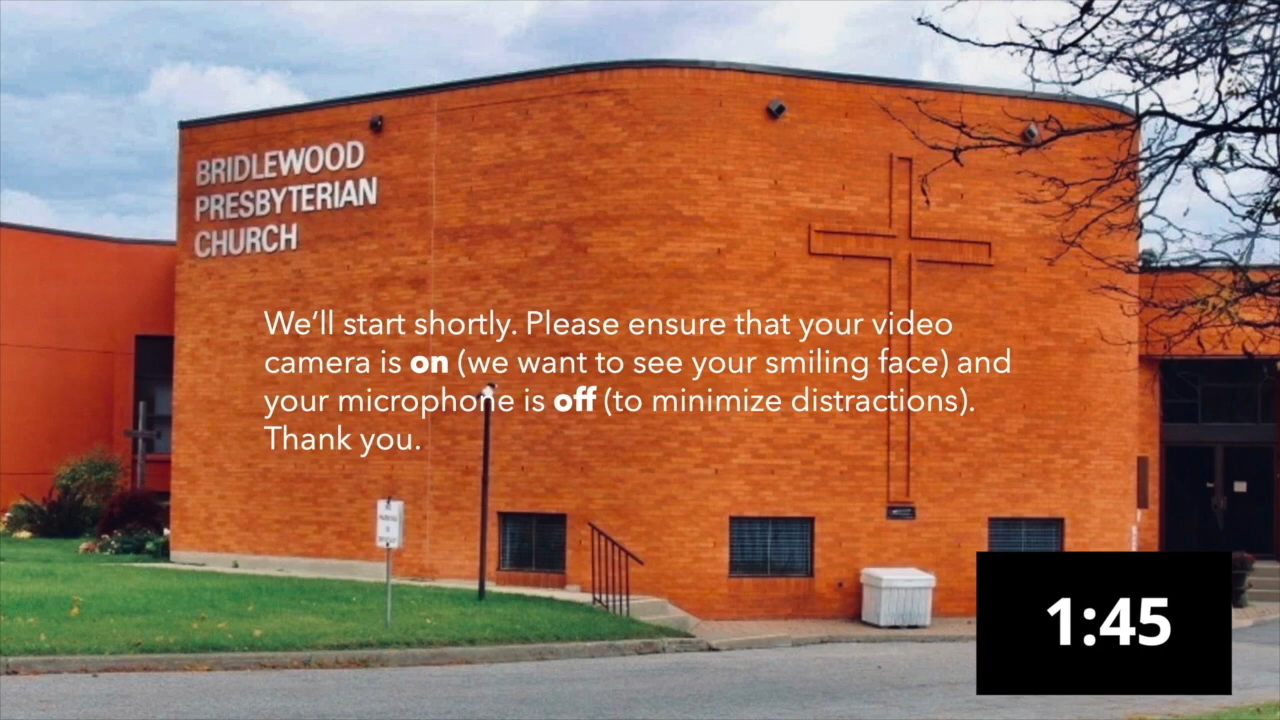 BRIDLEWOOD
PRESBYTERIAN
CHURCH
We’ll start shortly. Please ensure that your video
camera is on (we want to see your smiling face) and
your microphone is off (to minimize distractions).
Thank you.
1:45